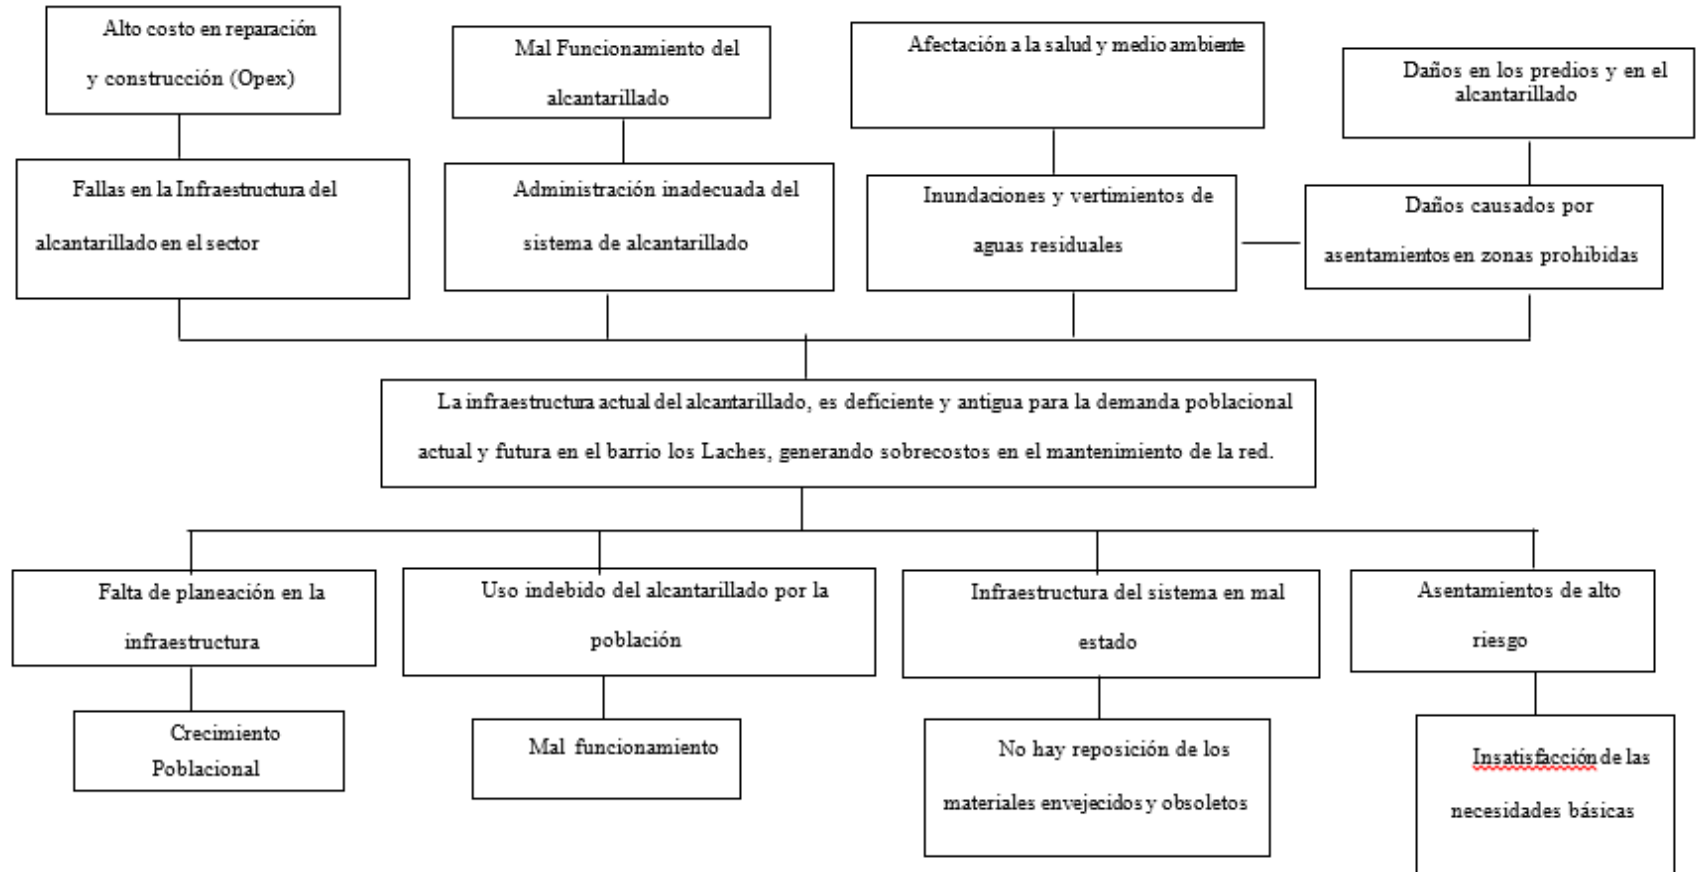 Alto costo en reparación
y construcción (Opex)
Mal Funcionamiento del
alcantarillado
Afectación a la salud y medio ambiente
Daños en los predios y en el
alcantarillado
Fallas en la Infraestructura del
alcantarillado en el sector
Administración inadecuada del
sistema de alcantarillado
Inundaciones y vertimientos de
aguas residuales
Daños causados por
asentamientos en zonas prohibidas
La infraestructura actual del alcantarillado, es deficiente y antigua para la demanda poblacional
actual y futura en el barrio los Laches, generando sobrecostos en el mantenimiento de la red.
Falta de planeación en la
infraestructura
Uso indebido del alcantarillado por la
población
Infraestructura del sistema en mal
estado
Asentamientos de alto
riesgo
Crecimiento
Poblacional
Mal funcionamiento
No hay reposición de los
materiales envejecidos y obsoletos
Insatisfacción de las
necesidades básicas